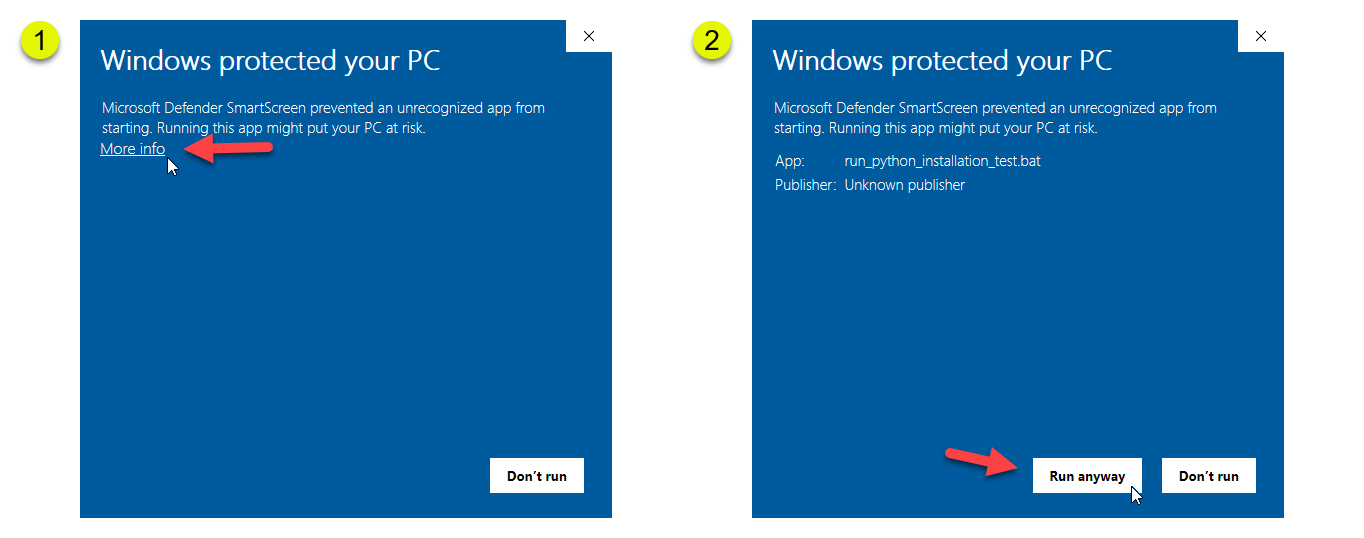 1
Windows protected your PC
Microsoft Defender SmartScreen prevented an unrecognized app from
starting. Running this app might put your PC at risk.
More info
Don't run
2
Windows protected your PC
Microsoft Defender SmartScreen prevented an unrecognized app from
starting. Running this app might put your PC at risk.
App: run_python_installation_test.bat
Publisher: Unknown publisher
Run anyway Don't run